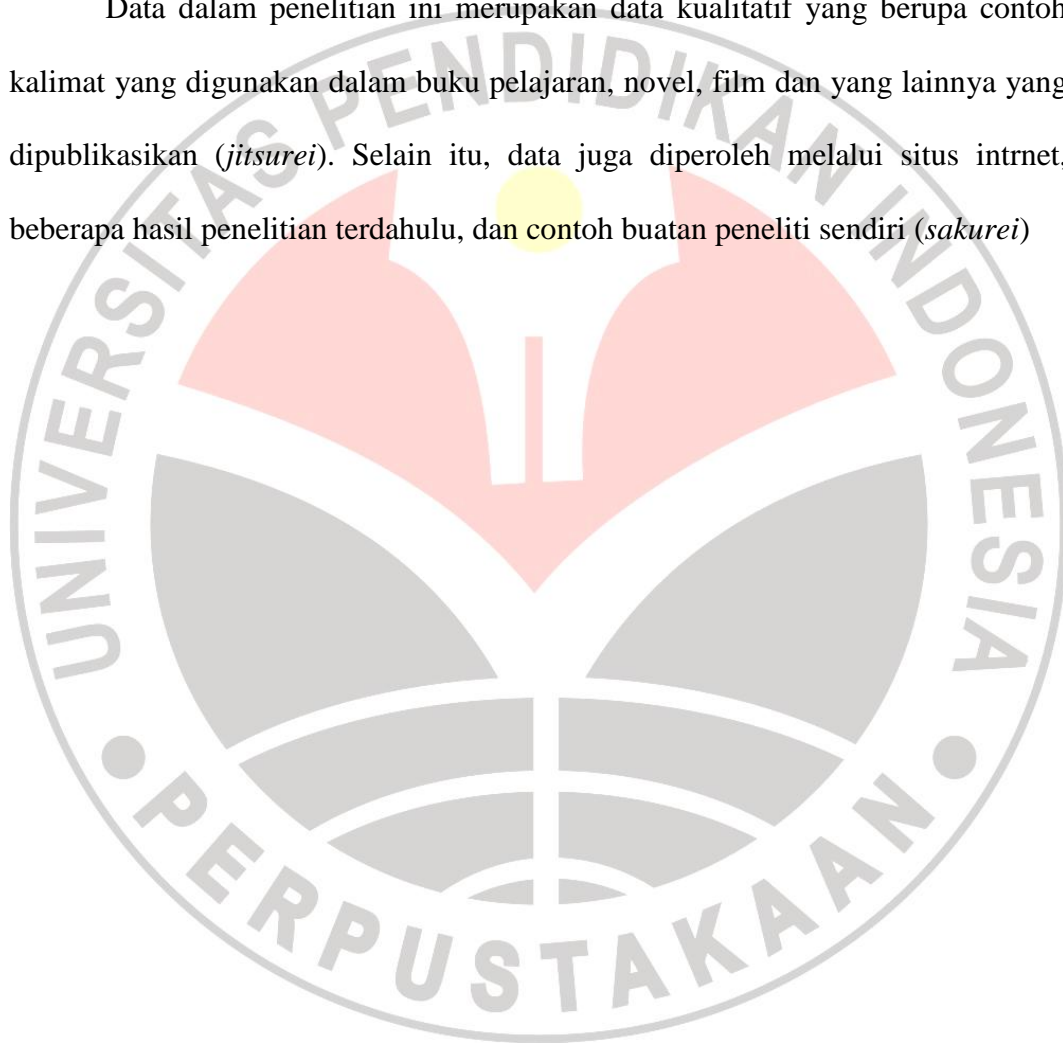 Data dalam penelitian ini merupakan data kualitatif yang berupa contoh
kalimat yang digunakan dalam buku pelajaran, novel, film dan yang lainnya yang
dipublikasikan (jitsurei). Selain itu, data juga diperoleh melalui situs intrnet,
beberapa hasil penelitian terdahulu, dan contoh buatan peneliti sendiri (sakurei)
UNIVERSITAS PENDIDIKAN INDONESIA
PERPUSTAKAAN